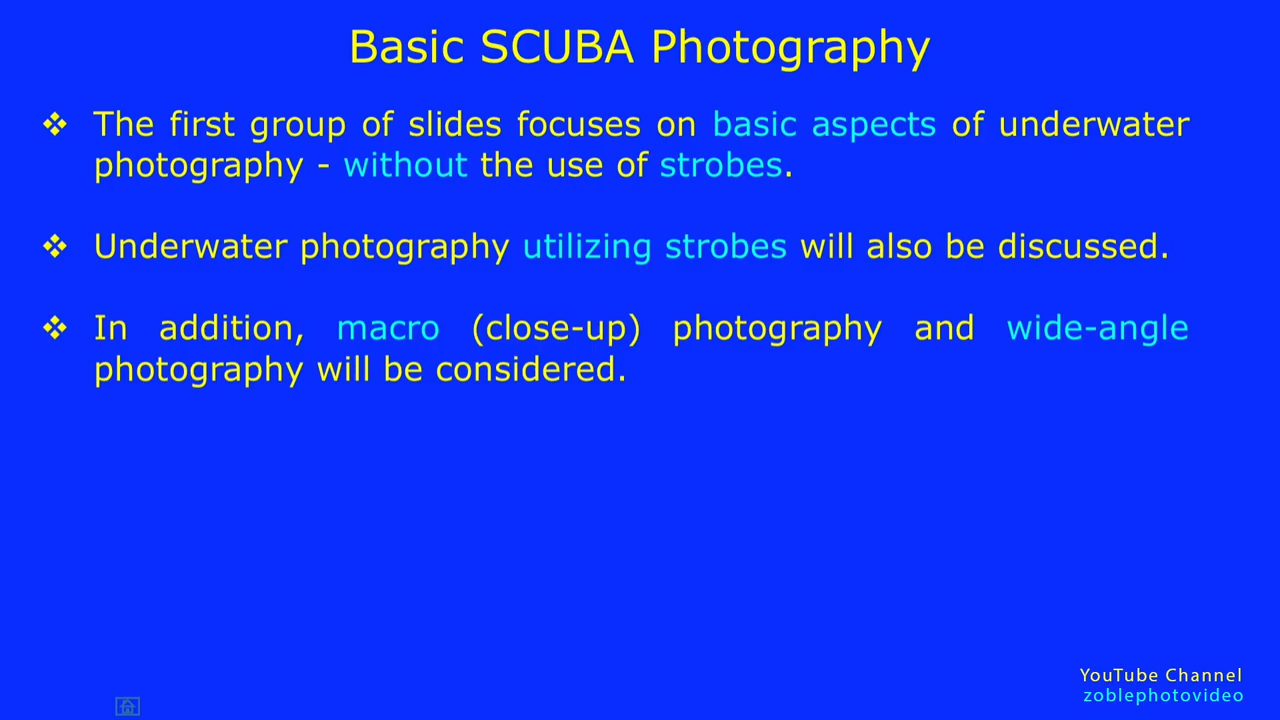 Basic SCUBA Photography
❖ The first group of slides focuses on basic aspects of underwater
photography - without the use of strobes.
❖ Underwater photography utilizing strobes will also be discussed.
❖ In addition, macro (close-up) photography and wide-angle
photography will be considered.
YouTube Channel
zoblephotovideo